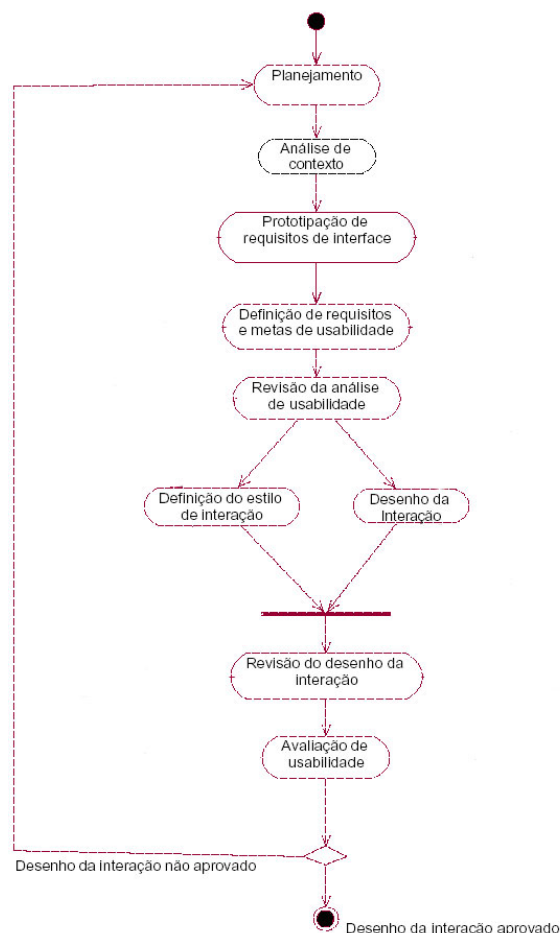 Planejamento
Análise de
contexto
Prototipação de
requisitos de interface
Definição de requisitos
e metas de usabilidade
Revisão da análise
de usabilidade
Definição do estilo
de interação
Desenho da
Interação
Revisão do desenho da
interação
Avaliação de
usabilidade
Desenho da interação não aprovado
Desenho da interação aprovado